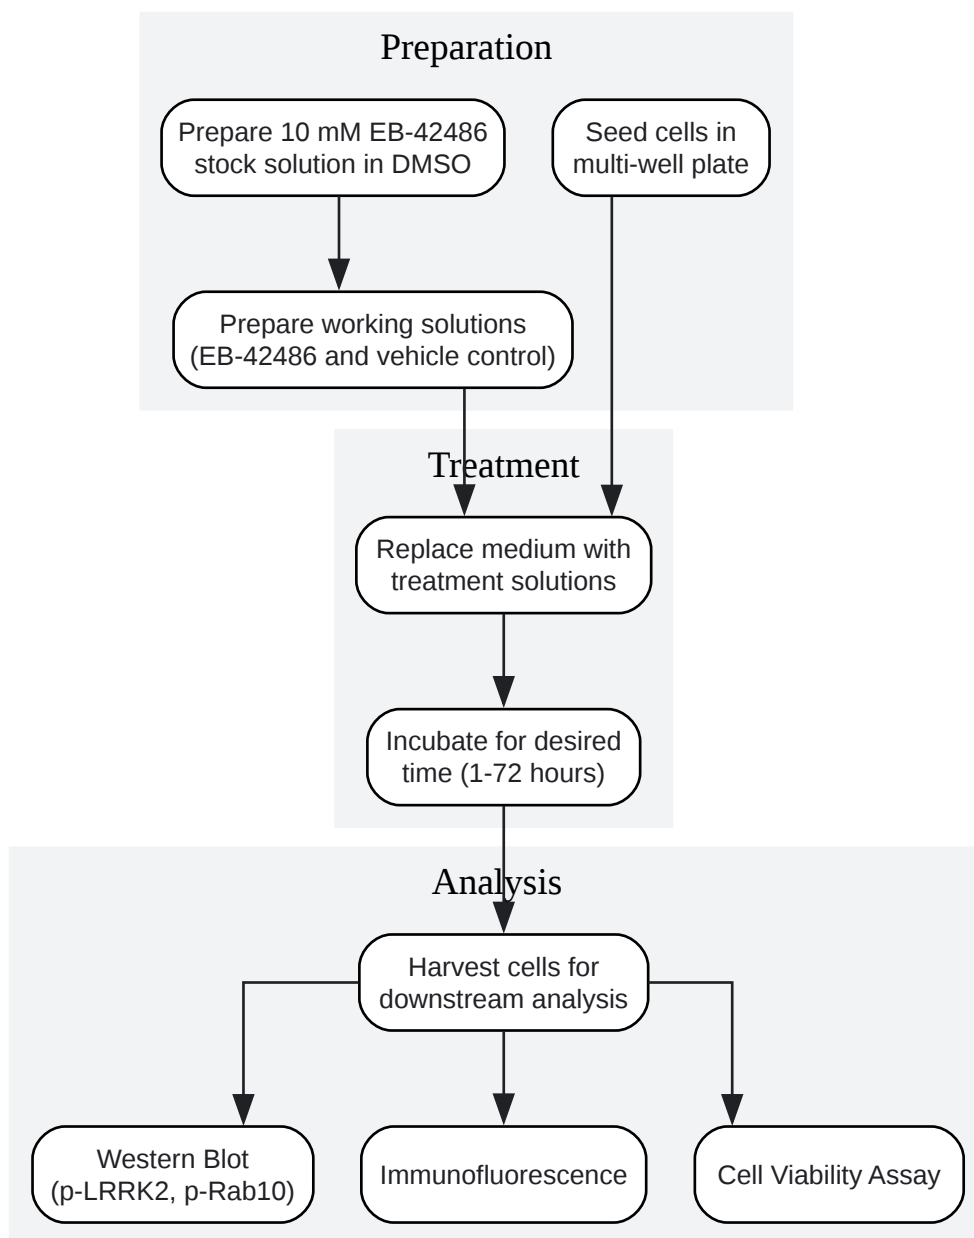 Preparation
Prepare 10 mM EB-42486
stock solution in DMSO
Seed cells in
multi-well plate
Prepare working solutions
(EB-42486 and vehicle control)
Treatment
Replace medium with
treatment solutions
Incubate for desired
time (1-72 hours)
Analysis
Harvest cells for
downstream analysis
Western Blot
(p-LRRK2, p-Rab10)
Immunofluorescence
Cell Viability Assay